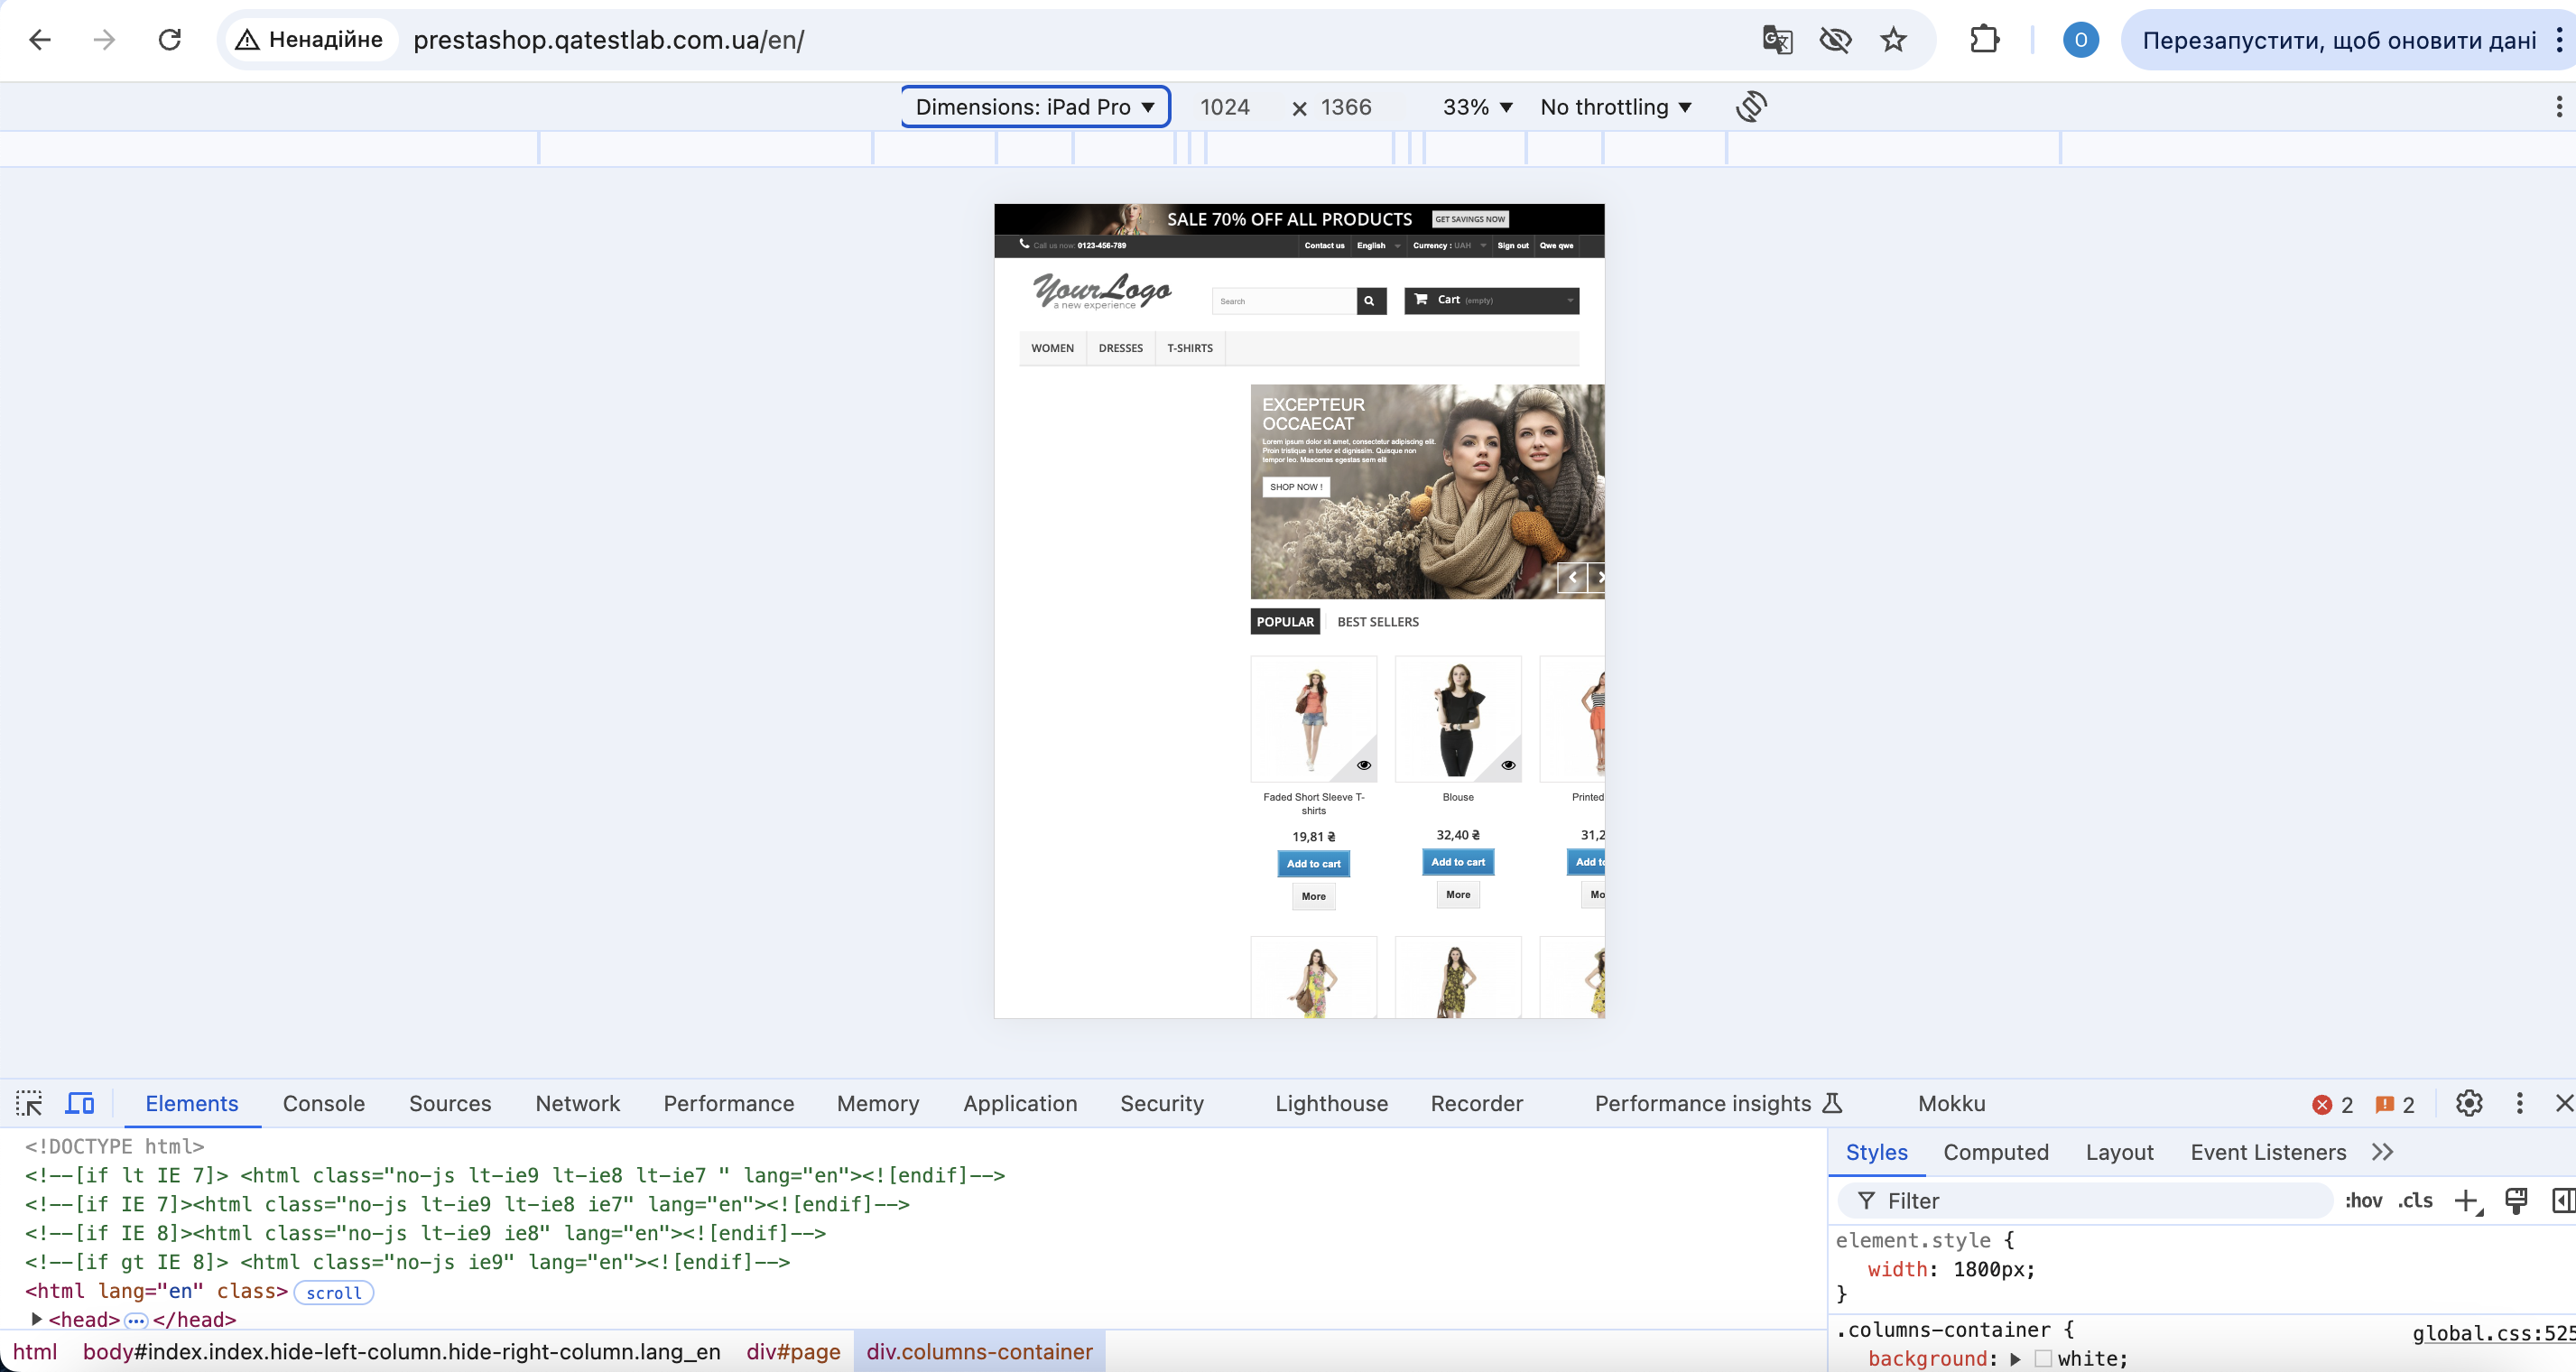 Ненадійне
prestashop.qatestlab.com.ua/en/
O
Перезапустити, щоб оновити дані
Dimensions: iPad Pro
1024 × 1366
33%
No throttling
SALE 70% OFF ALL PRODUCTS
GET SAVINGS NOW
Call us now: 0123-456-789
Contact us
English
Currency : UAH
Sign out
Qwe qwe
YourLogo
a new experience
Search
Cart (empty)
WOMEN
DRESSES
T-SHIRTS
EXCEPTEUR
OCCAECAT
Lorem ipsum dolor sit amet, consectetur adipiscing elit.
Proin tristique in tortor et dignissim. Quisque non
tempor leo. Maecenas egestas sem elit
SHOP NOW !
POPULAR
BEST SELLERS
Faded Short Sleeve T-
shirts
Blouse
Printed
19,81 ₴
32,40 ₴
31,2
Add to cart
Add to cart
Add to
More
More
Mo
Elements
Console
Sources
Network
Performance
Memory
Application
Security
Lighthouse
Recorder
Performance insights
Mokku
2
2
<!DOCTYPE html>
<!--[if lt IE 7]> <html class="no-js lt-ie9 lt-ie8 lt-ie7 " lang="en"><![endif]-->
<!--[if IE 7]><html class="no-js lt-ie9 lt-ie8 ie7" lang="en"><![endif]-->
<!--[if IE 8]><html class="no-js lt-ie9 ie8" lang="en"><![endif]-->
<!--[if gt IE 8]> <html class="no-js ie9" lang="en"><![endif]-->
<html lang="en" class> scroll
<head> ••• </head>
html
body#index.index.hide-left-column.hide-right-column.lang_en
div#page
div.columns-container
Styles
Computed
Layout
Event Listeners
Filter
:hov
.cls
element.style {
width: 1800px;
}
.columns-container {
global.css:525
background: white;